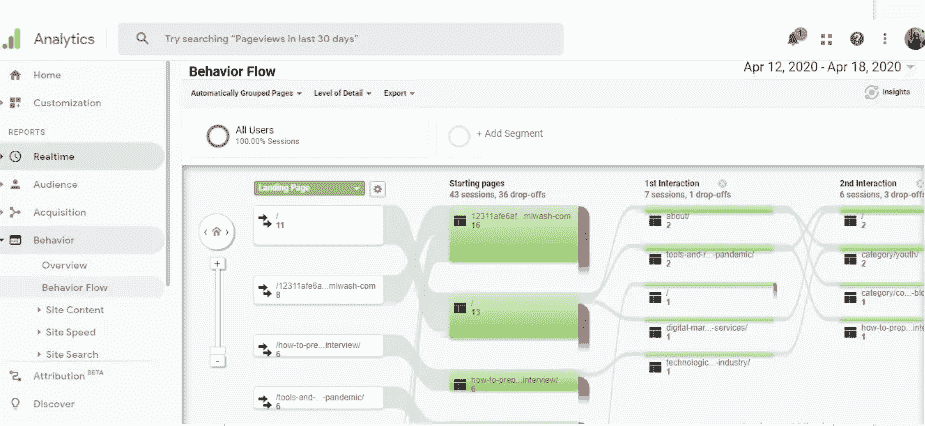 Analytics
Try searching “Pageviews in last 30 days”
1
Home
Customization
REPORTS
Realtime
Audience
Acquisition
Behavior
Overview
Behavior Flow
Site Content
Site Speed
Site Search
Attribution BETA
Discover
Behavior Flow
Apr 12, 2020 - Apr 18, 2020
Automatically Grouped Pages
Level of Detail
Export
Insights
All Users
100.00% Sessions
+ Add Segment
Landing Page
/
11
/12311afe6a...mlwash-com
8
/how-to-pre...interview/
6
/tools-and-...-pandemic/
6
+
-
Starting pages
43 sessions, 36 drop-offs
12311afe6af...mlwash-com
16
/
13
how-to-prep...interview/
6
1st Interaction
7 sessions, 1 drop-offs
about/
2
tools-and-r...-pandemic/
2
/
1
digital-mar...-services/
1
technologic...-industry/
1
2nd Interaction
6 sessions, 3 drop-offs
/
2
category/youth/
2
category/co...-blo
1
how-to-prep...inte
1